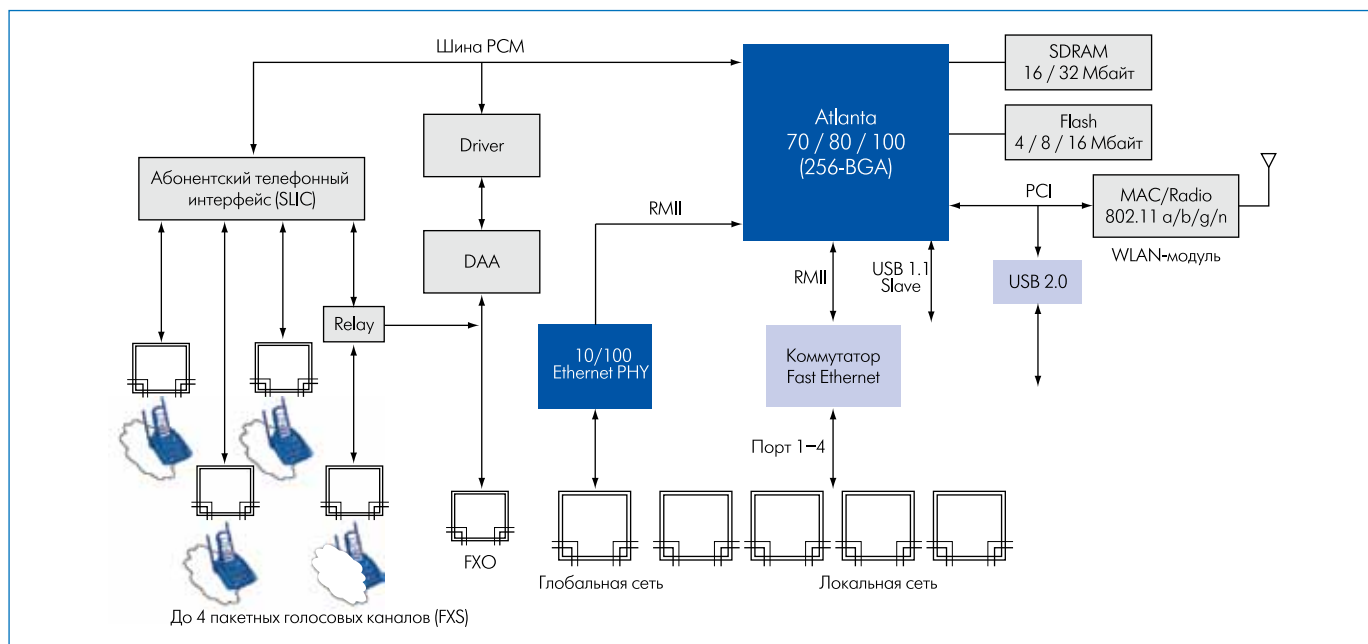 Шина PCM
SDRAM
16 / 32 Мбайт
Atlanta
70 / 80 / 100
(256-BGA)
Flash
4 / 8 / 16 Мбайт
Driver
Абонентский телефонный
интерфейс (SLIC)
RMII
PCI
MAC/Radio
802.11 a/b/g/n
WLAN-модуль
DAA
RMII
USB 1.1
Slave
USB 2.0
Relay
10/100
Ethernet PHY
Коммутатор
Fast Ethernet
Порт 1–4
FXO
Глобальная сеть
Локальная сеть
До 4 пакетных голосовых каналов (FXS)